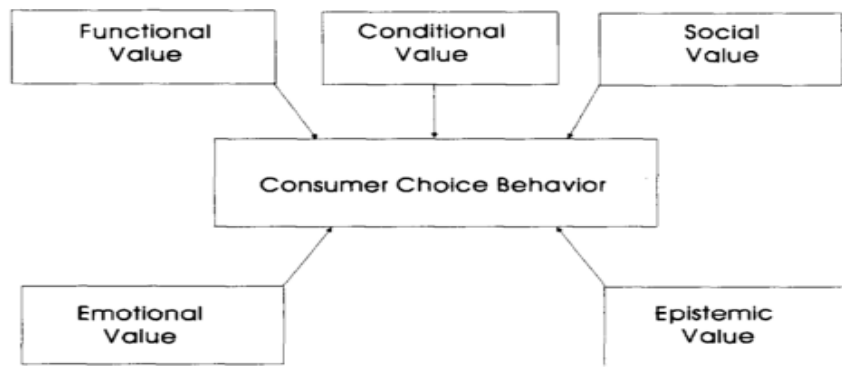 Functional
Value
Conditional
Value
Social
Value
Consumer Choice Behavior
Emotional
Value
Epistemic
Value